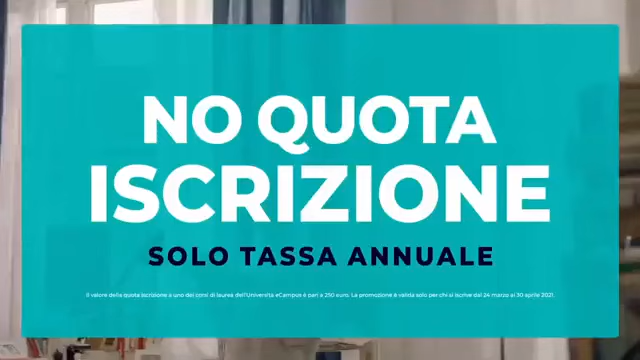 NO QUOTA
ISCRIZIONE
SOLO TASSA ANNUALE
Il valore della quota iscrizione a uno dei corsi di laurea dell'Università eCampus è pari a 250 euro. La promozione è valida solo per chi si iscrive dal 24 marzo al 30 aprile 2021.